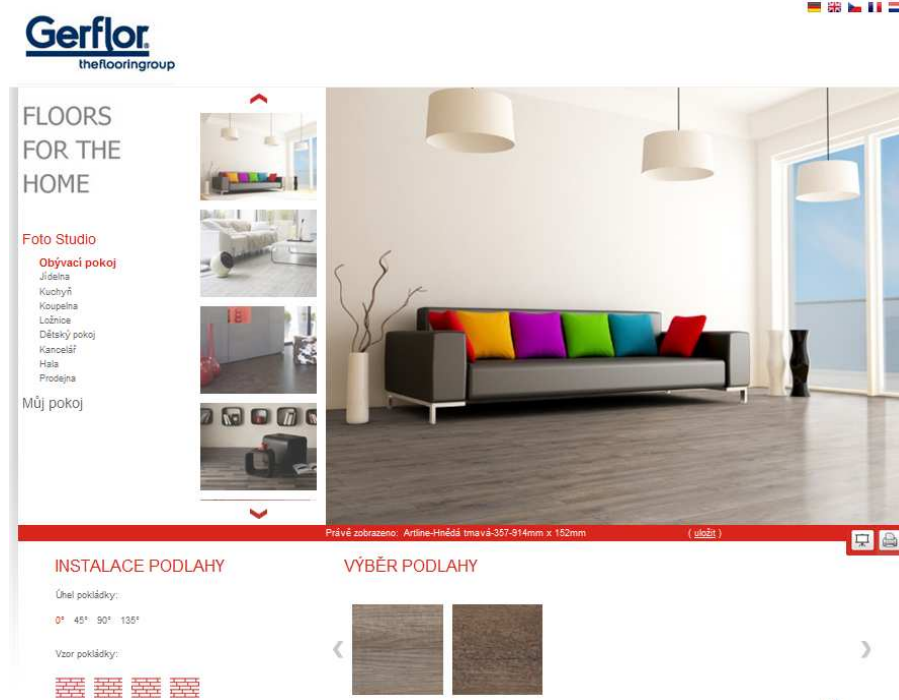 Gerflor
theflooringroup
FLOORS
FOR THE
HOME
Foto Studio
Obývací pokoj
Jídelna
Kuchyň
Koupelna
Ložnice
Dětský pokoj
Kancelář
Hala
Prodejna
Můj pokoj
Právě zobrazeno: Artline-Hnědá tmavá-357-914mm x 152mm
( uložit )
INSTALACE PODLAHY
VÝBĚR PODLAHY
Úhel pokládky:
0° 45° 90° 135°
Vzor pokládky: